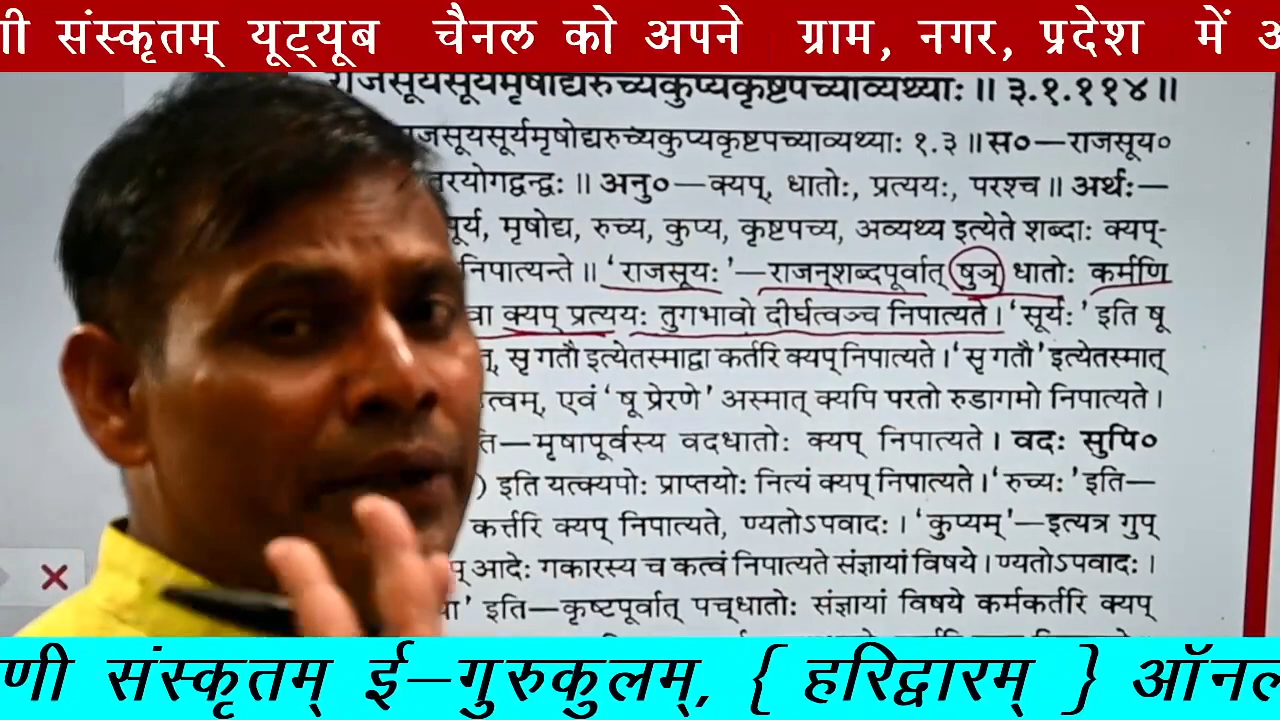 णी संस्कृतम् यूट्यूब चैनल को अपने ग्राम, नगर, प्रदेश में
राजसूयसूर्यमृषोद्यरुच्यकुप्यकृष्टपच्याव्यथ्याः ॥ ३.१.११४॥
जसूयसूर्यमृषोद्यरुच्यकुप्यकृष्टपच्याव्यथ्याः १.३ ॥ स०—राजसूय०
तरयोगद्वन्द्वः ॥ अनु०—क्यप्, धातोः, प्रत्ययः, परश्च ॥ अर्थः—
सूर्य, मृषोद्य, रुच्य, कुप्य, कृष्टपच्य, अव्यथ्य इत्येते शब्दाः क्यप्-
निपात्यन्ते ॥ 'राजसूयः'—राजन्शब्दपूर्वात् षुञ् धातोः कर्मणि
वा क्यप् प्रत्ययः तुगभावो दीर्घत्वञ्च निपात्यते। 'सूर्यः' इति षू
, सृ गतौ इत्येतस्माद्वा कर्तरि क्यप् निपात्यते। 'सृ गतौ' इत्येतस्मात्
त्वम्, एवं 'षू प्रेरणे' अस्मात् क्यपि परतो रुडागमो निपात्यते।
ति—मृषापूर्वस्य वदधातोः क्यप् निपात्यते। वदः सुपि०
) इति यत्क्यपोः प्राप्तयोः नित्यं क्यप् निपात्यते। 'रुच्यः' इति—
कर्त्तरि क्यप् निपात्यते, ण्यतोऽपवादः। 'कुप्यम्'—इत्यत्र गुप्
प् आदेः गकारस्य च कत्वं निपात्यते संज्ञायां विषये। ण्यतोऽपवादः।
' इति—कृष्टपूर्वात् पच्धातोः संज्ञायां विषये कर्मकर्तरि क्यप्
णी संस्कृतम् ई-गुरुकुलम्, { हरिद्वारम् }